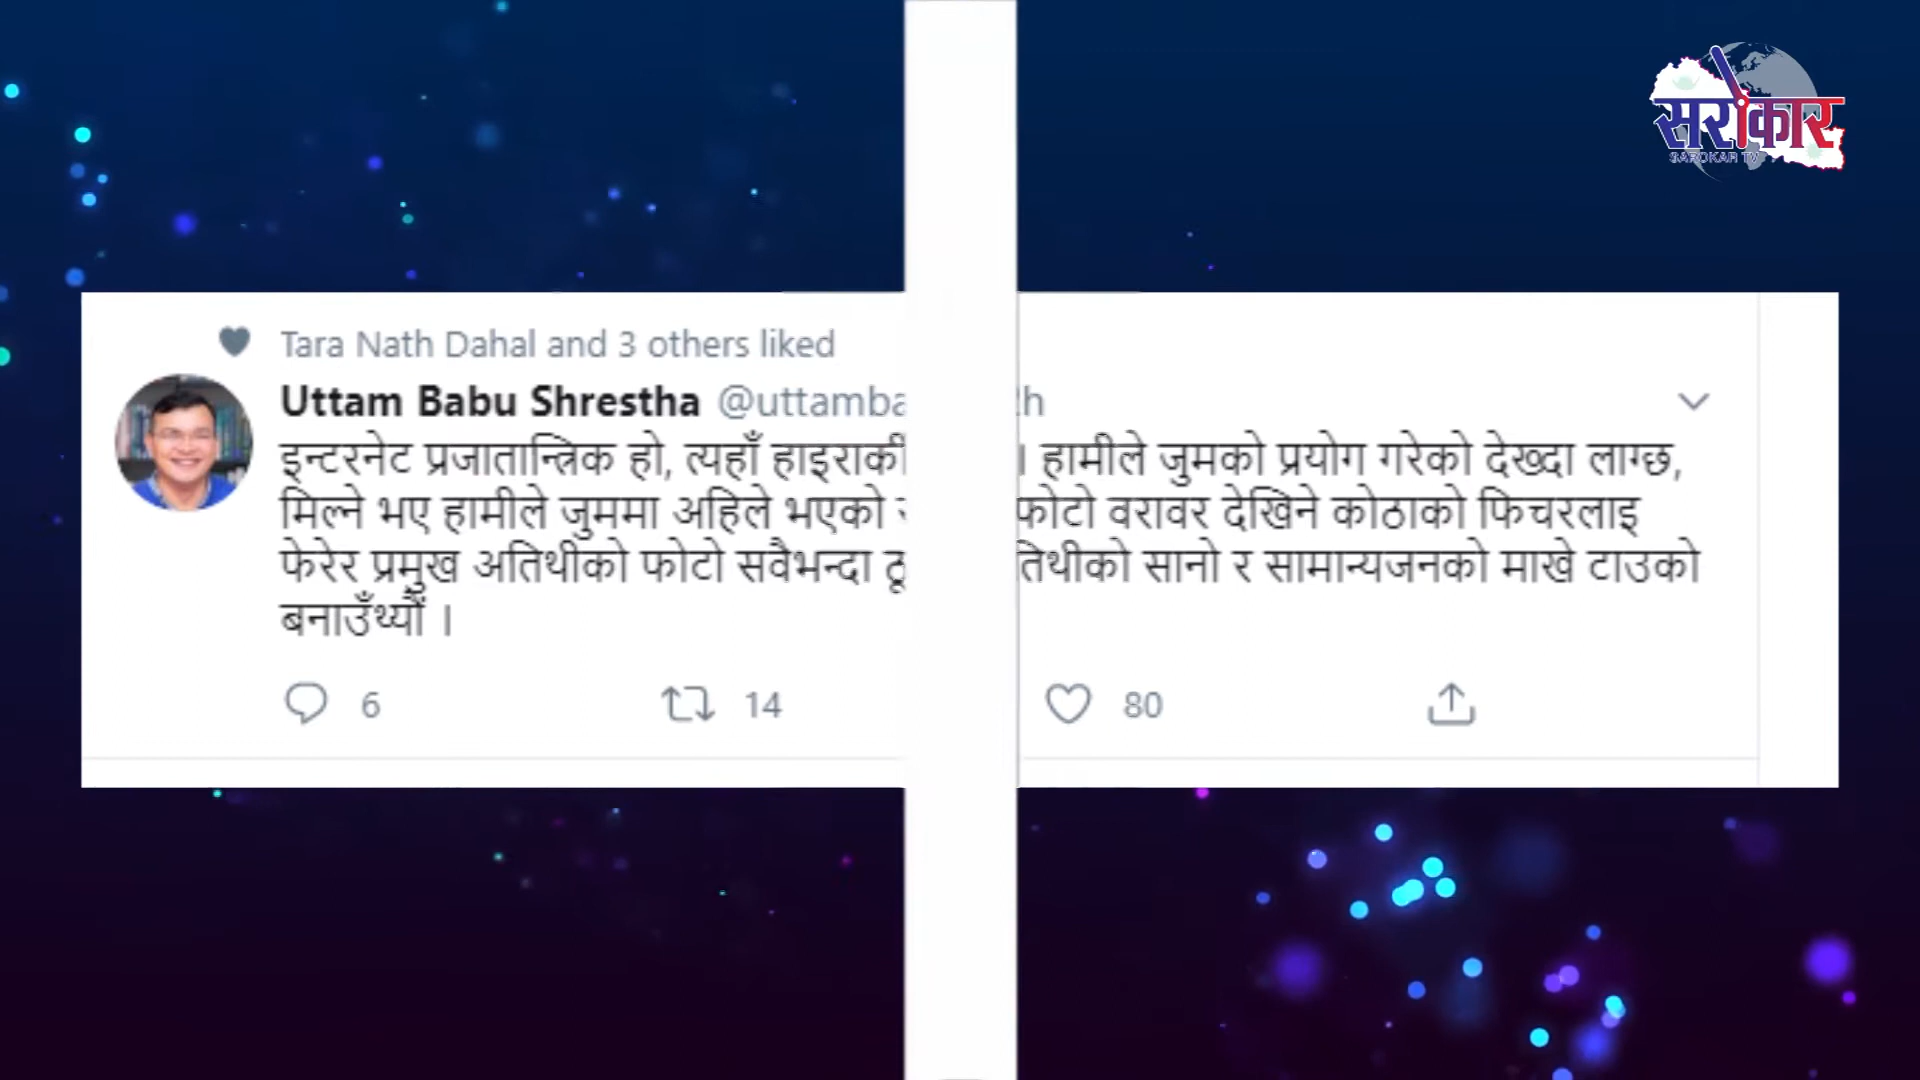 सरोकार
SAROKAR TV
Tara Nath Dahal and 3 others liked
Uttam Babu Shrestha @uttamba
इन्टरनेट प्रजातान्त्रिक हो, त्यहाँ हाइरार्की । हामीले जुमको प्रयोग गरेको देख्दा लाग्छ,
मिल्ने भए हामीले जुममा अहिले भएको फोटो वरावर देखिने कोठाको फिचरलाइ
फेरेर प्रमुख अतिथीको फोटो सवैभन्दा तिथीको सानो र सामान्यजनको माखे टाउको
बनाउँथ्यौं ।
6 14 80